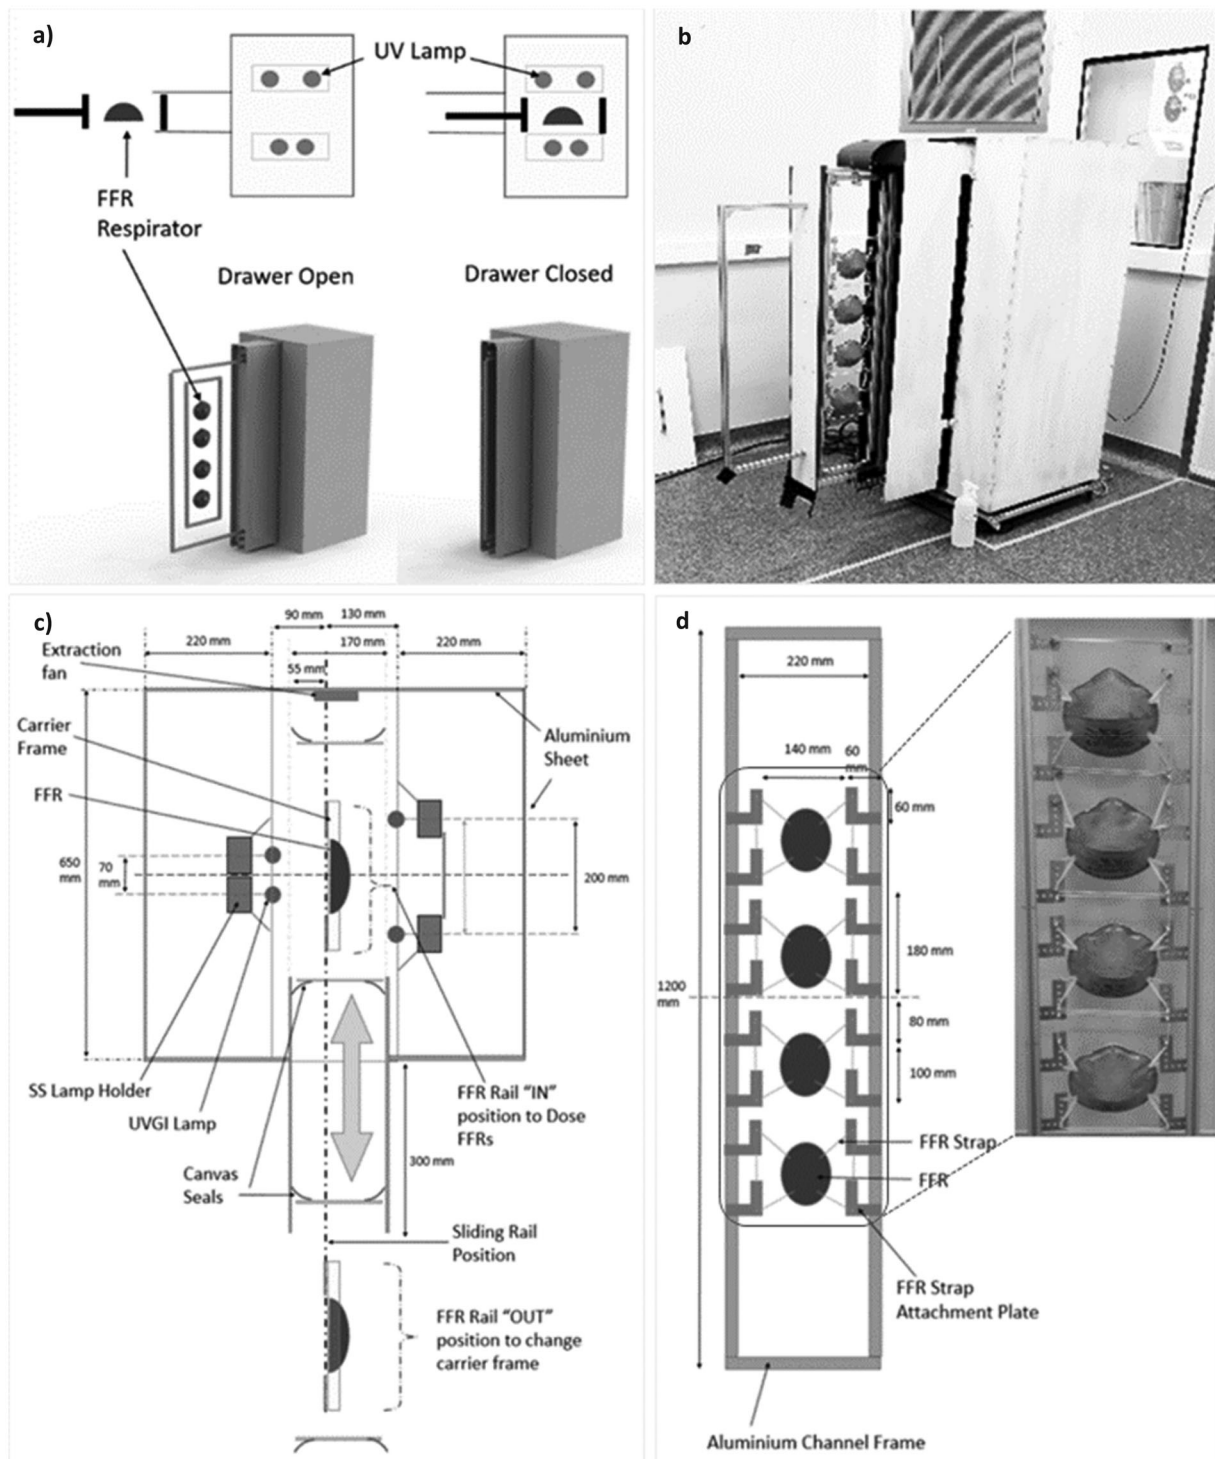 a)
UV Lamp
FFR
Respirator
Drawer Open
Drawer Closed
b
c)
90 mm
130 mm
220 mm
170 mm
220 mm
55 mm
Extraction
fan
Carrier
Frame
Aluminium
Sheet
FFR
650
mm
70
mm
200 mm
SS Lamp Holder
UVGI Lamp
FFR Rail “IN”
position to Dose
FFRs
Canvas
Seals
300 mm
Sliding Rail
Position
FFR Rail “OUT”
position to change
carrier frame
d
220 mm
140 mm
60
mm
60 mm
180 mm
1200
mm
80 mm
100 mm
FFR Strap
FFR
FFR Strap
Attachment Plate
Aluminium Channel Frame